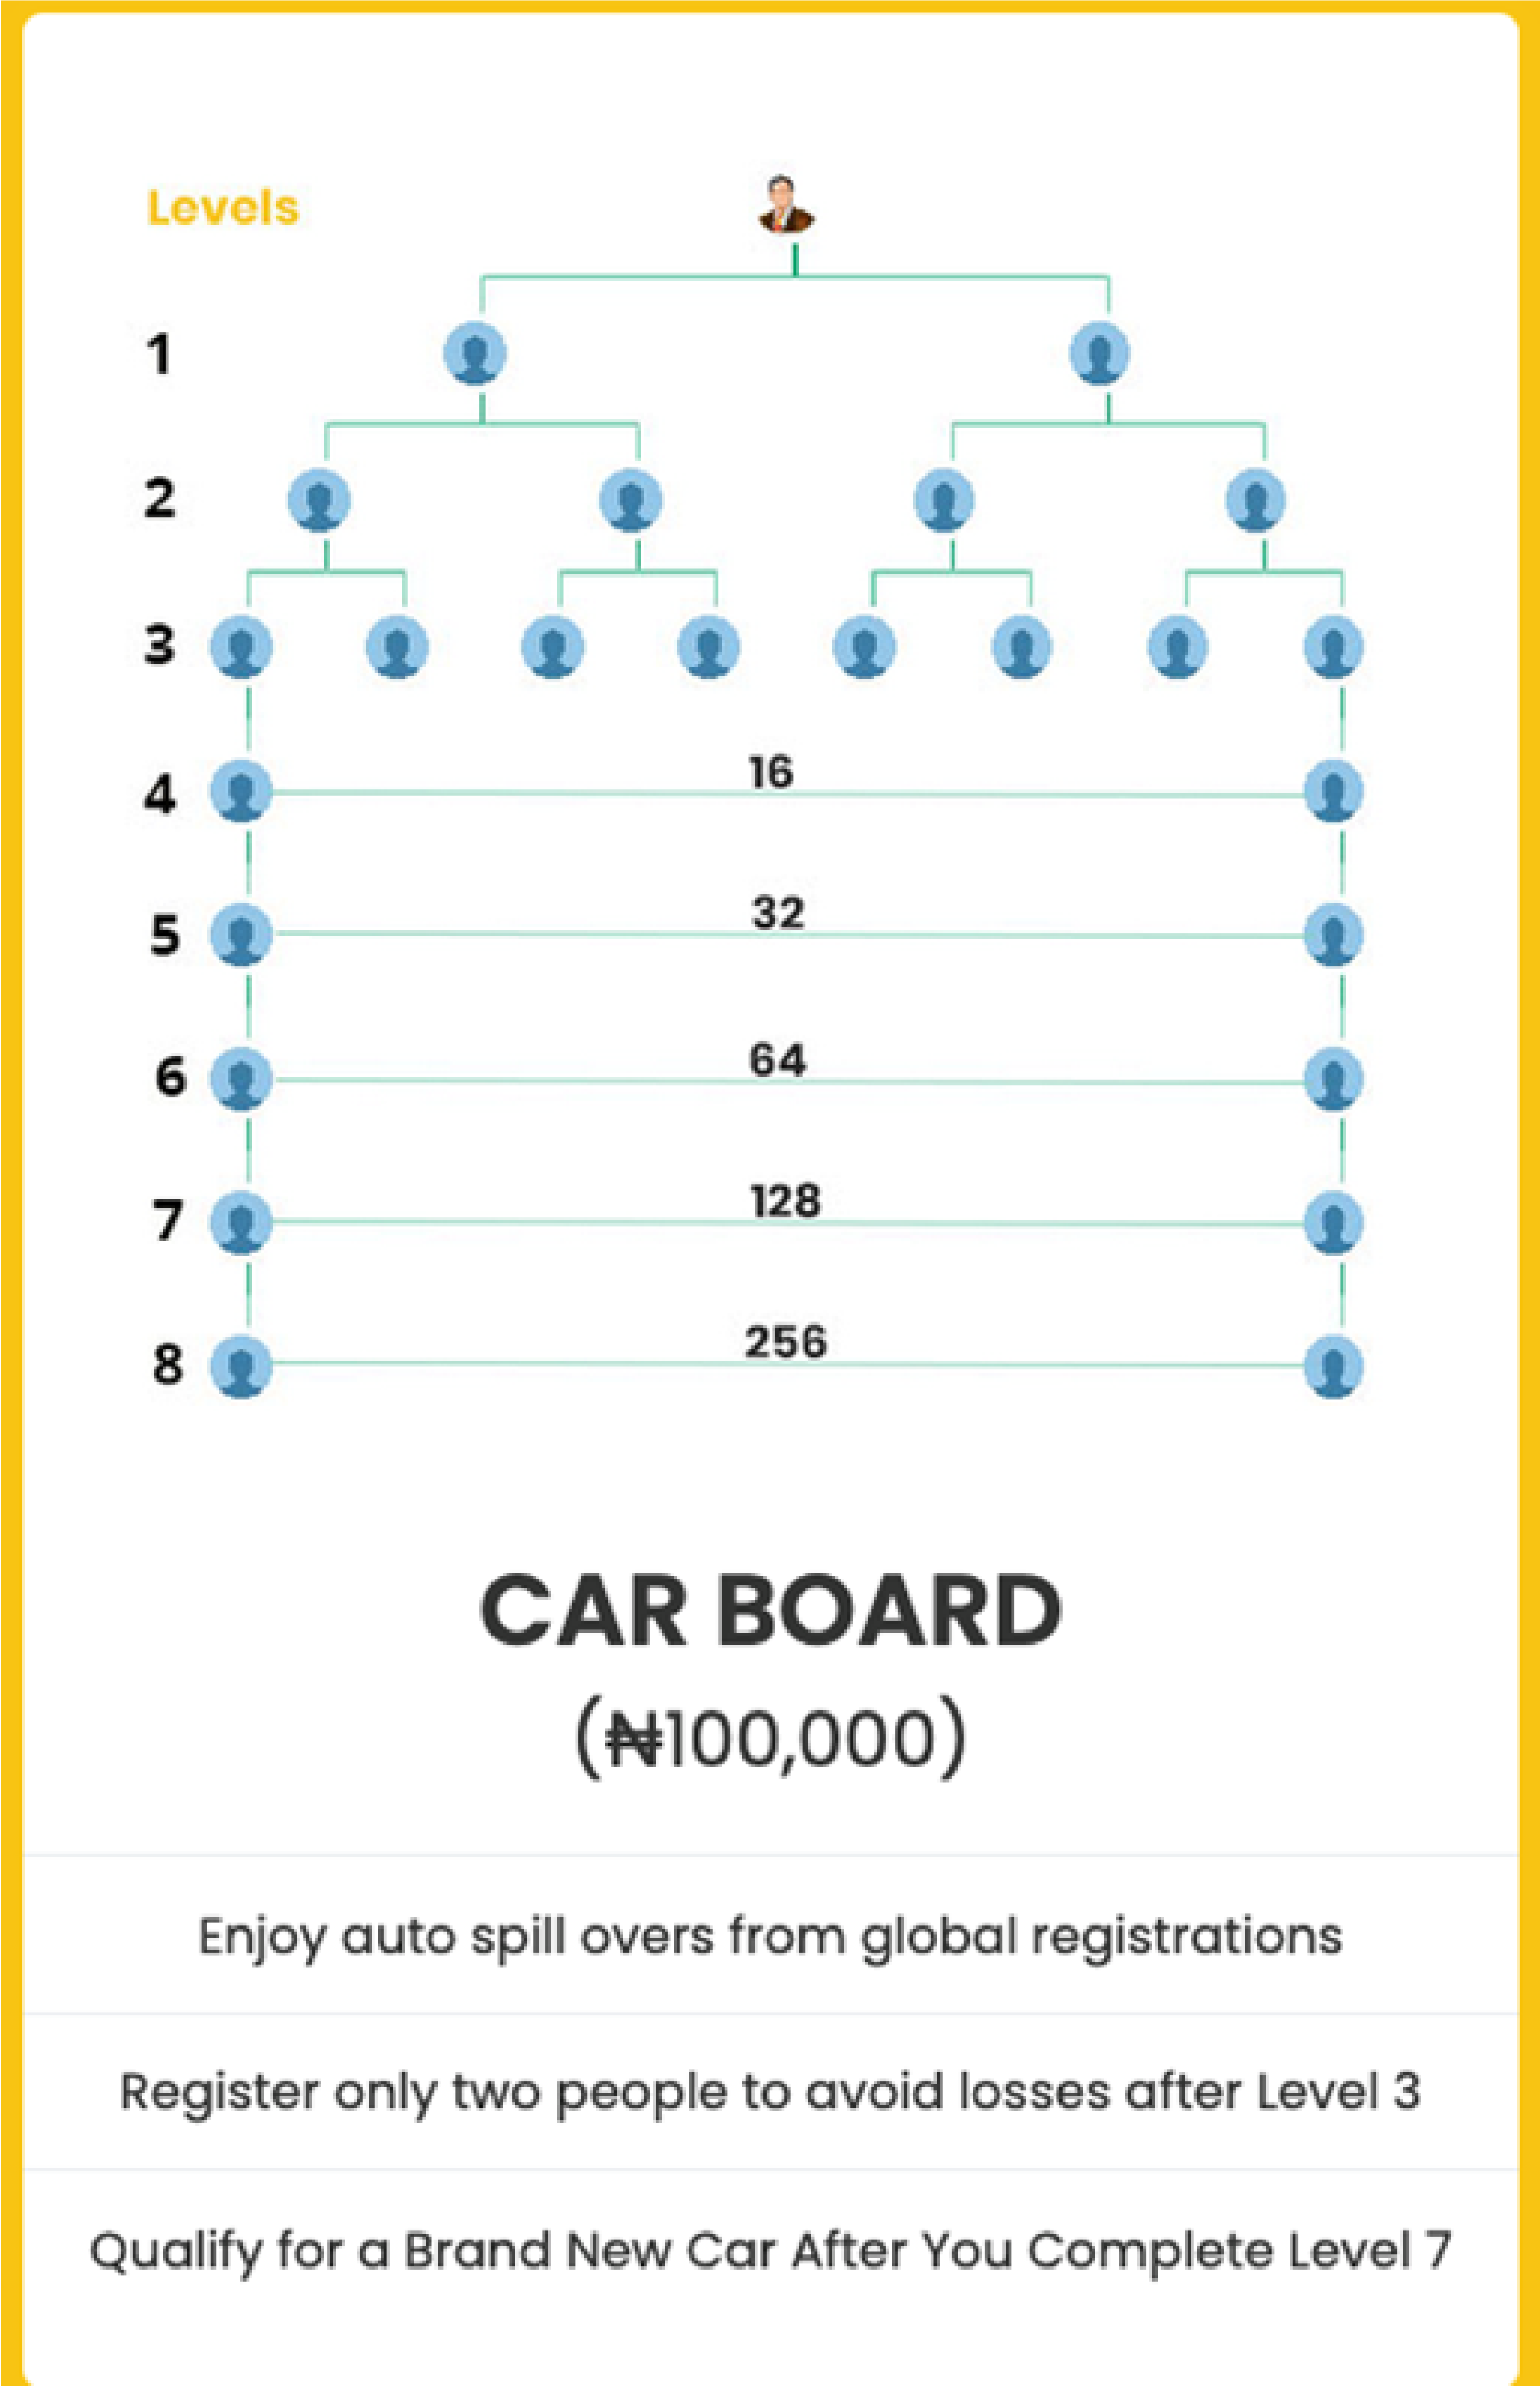 Levels
1
2
3
4
16
5
32
6
64
7
128
8
256
CAR BOARD
(₦100,000)
Enjoy auto spill overs from global registrations
Register only two people to avoid losses after Level 3
Qualify for a Brand New Car After You Complete Level 7